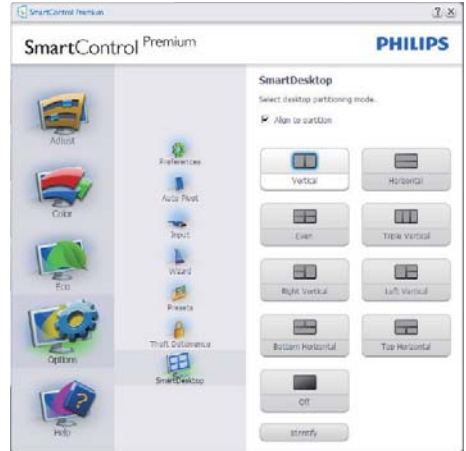 SmartControl Premium
SmartControl Premium
PHILIPS
Adjust
Color
Eco
Options
Help
Preferences
Auto Pivot
Input
Wizard
Presets
Theft Deterrence
SmartDesktop
SmartDesktop
Select desktop partitioning mode.
Align to partition
Vertical
Horizontal
Even
Triple Vertical
Right Vertical
Left Vertical
Bottom Horizontal
Top Horizontal
Off
Identify